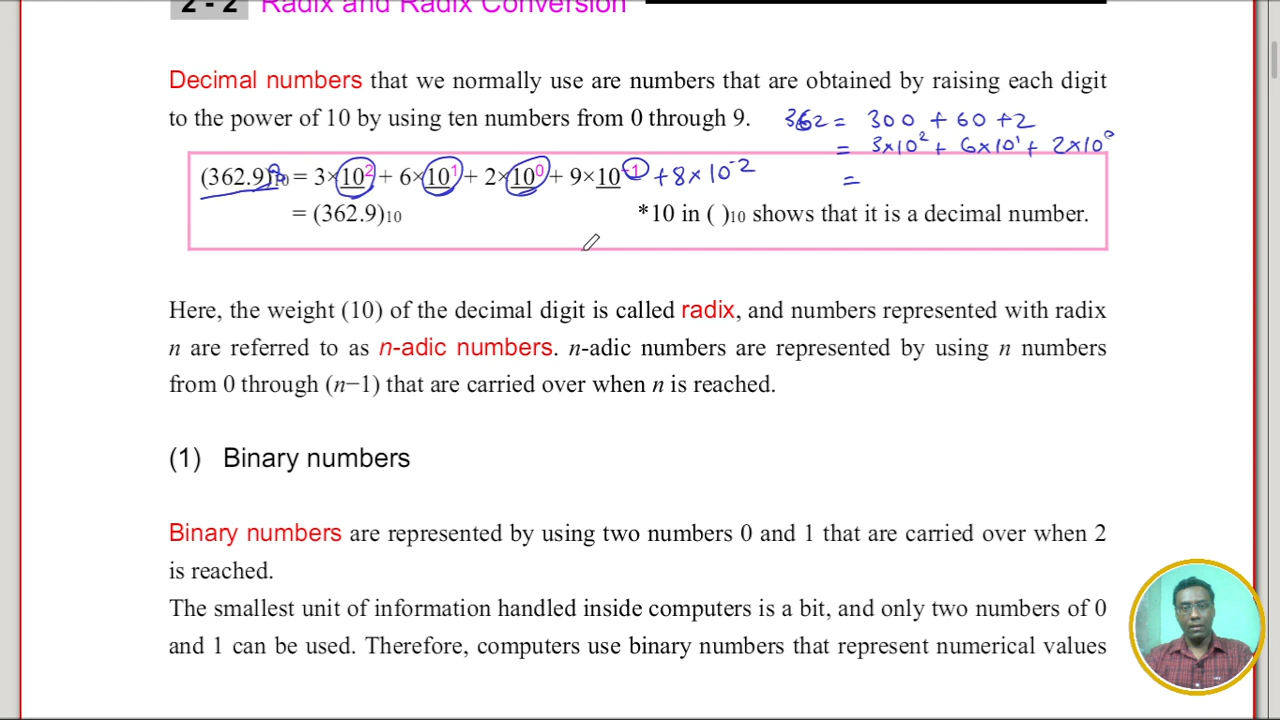 2 - 2 Radix and Radix Conversion
Decimal numbers that we normally use are numbers that are obtained by raising each digit
to the power of 10 by using ten numbers from 0 through 9.
362 = 300 + 60 + 2
= 3×10² + 6×10¹ + 2×10⁰
(362.9)₁₀ = 3×10² + 6×10¹ + 2×10⁰ + 9×10⁻¹ + 8×10⁻² =
= (362.9)₁₀ *10 in ( )₁₀ shows that it is a decimal number.
Here, the weight (10) of the decimal digit is called radix, and numbers represented with radix
n are referred to as n-adic numbers. n-adic numbers are represented by using n numbers
from 0 through (n−1) that are carried over when n is reached.
(1) Binary numbers
Binary numbers are represented by using two numbers 0 and 1 that are carried over when 2
is reached.
The smallest unit of information handled inside computers is a bit, and only two numbers of 0
and 1 can be used. Therefore, computers use binary numbers that represent numerical values